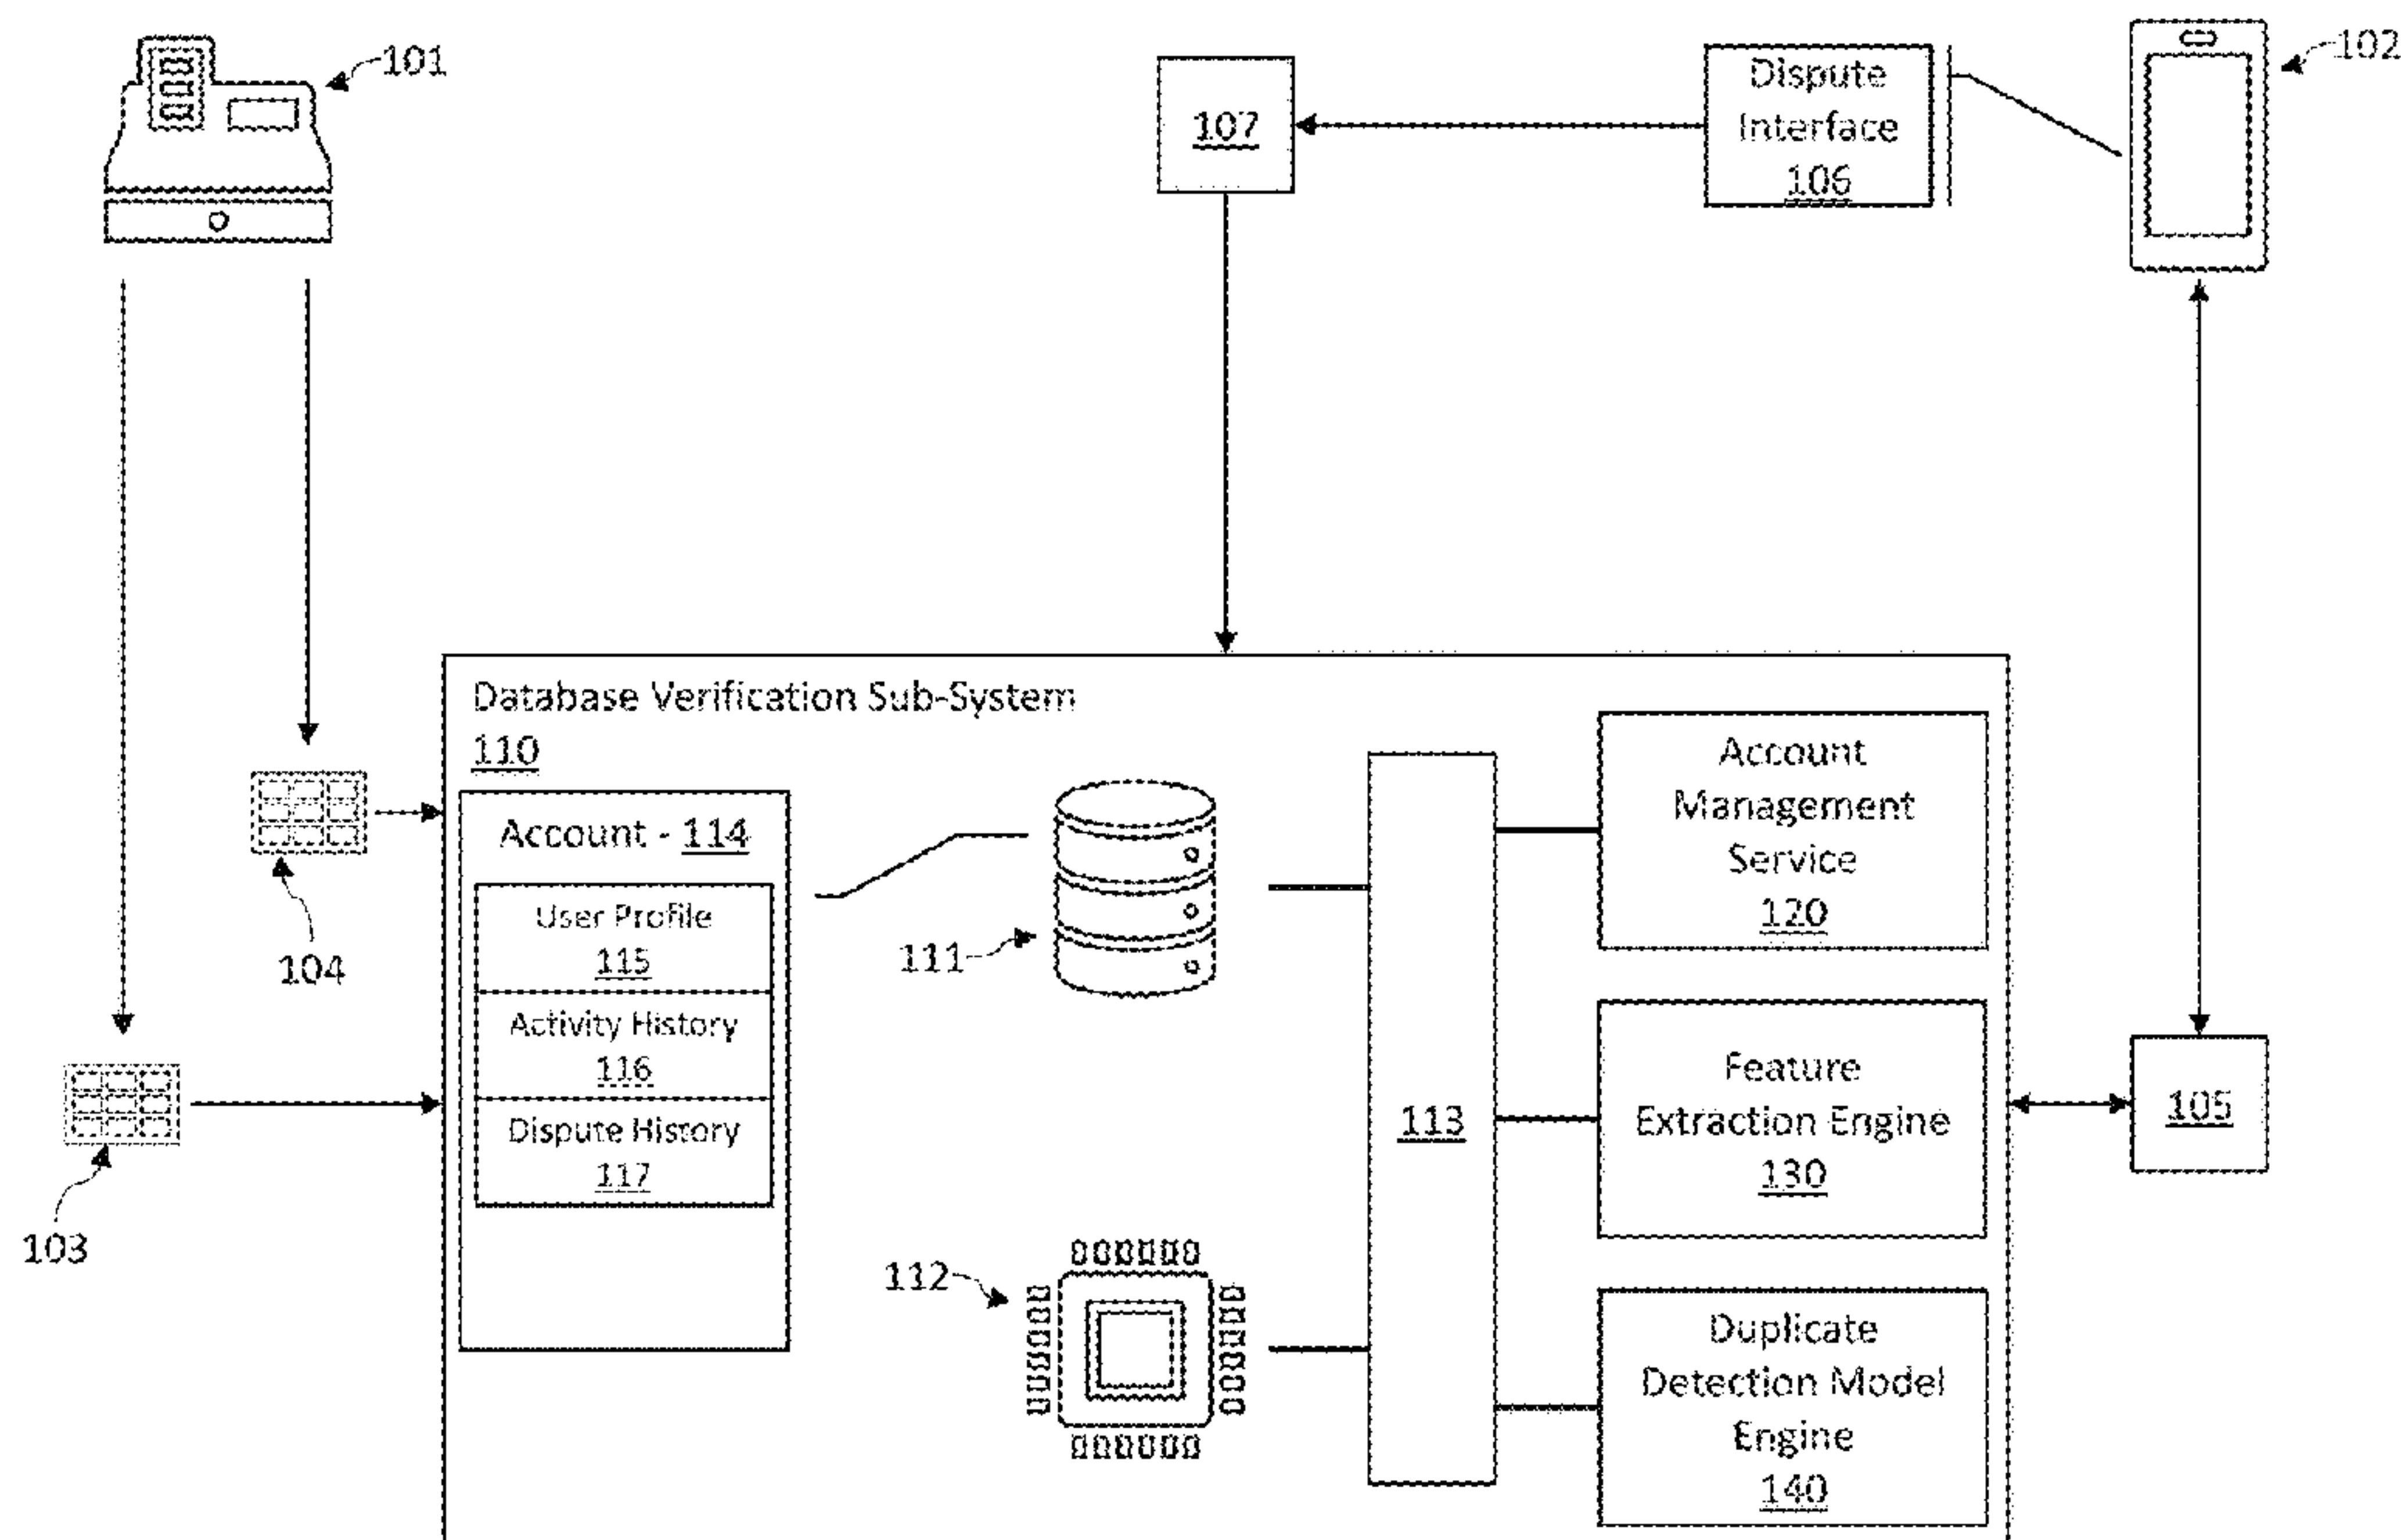 101
107
Dispute
Interface
106
102
Database Verification Sub-System
110
104
103
Account - 114
User Profile
115
Activity History
116
Dispute History
117
111
112
113
Account
Management
Service
120
Feature
Extraction Engine
130
Duplicate
Detection Model
Engine
140
105